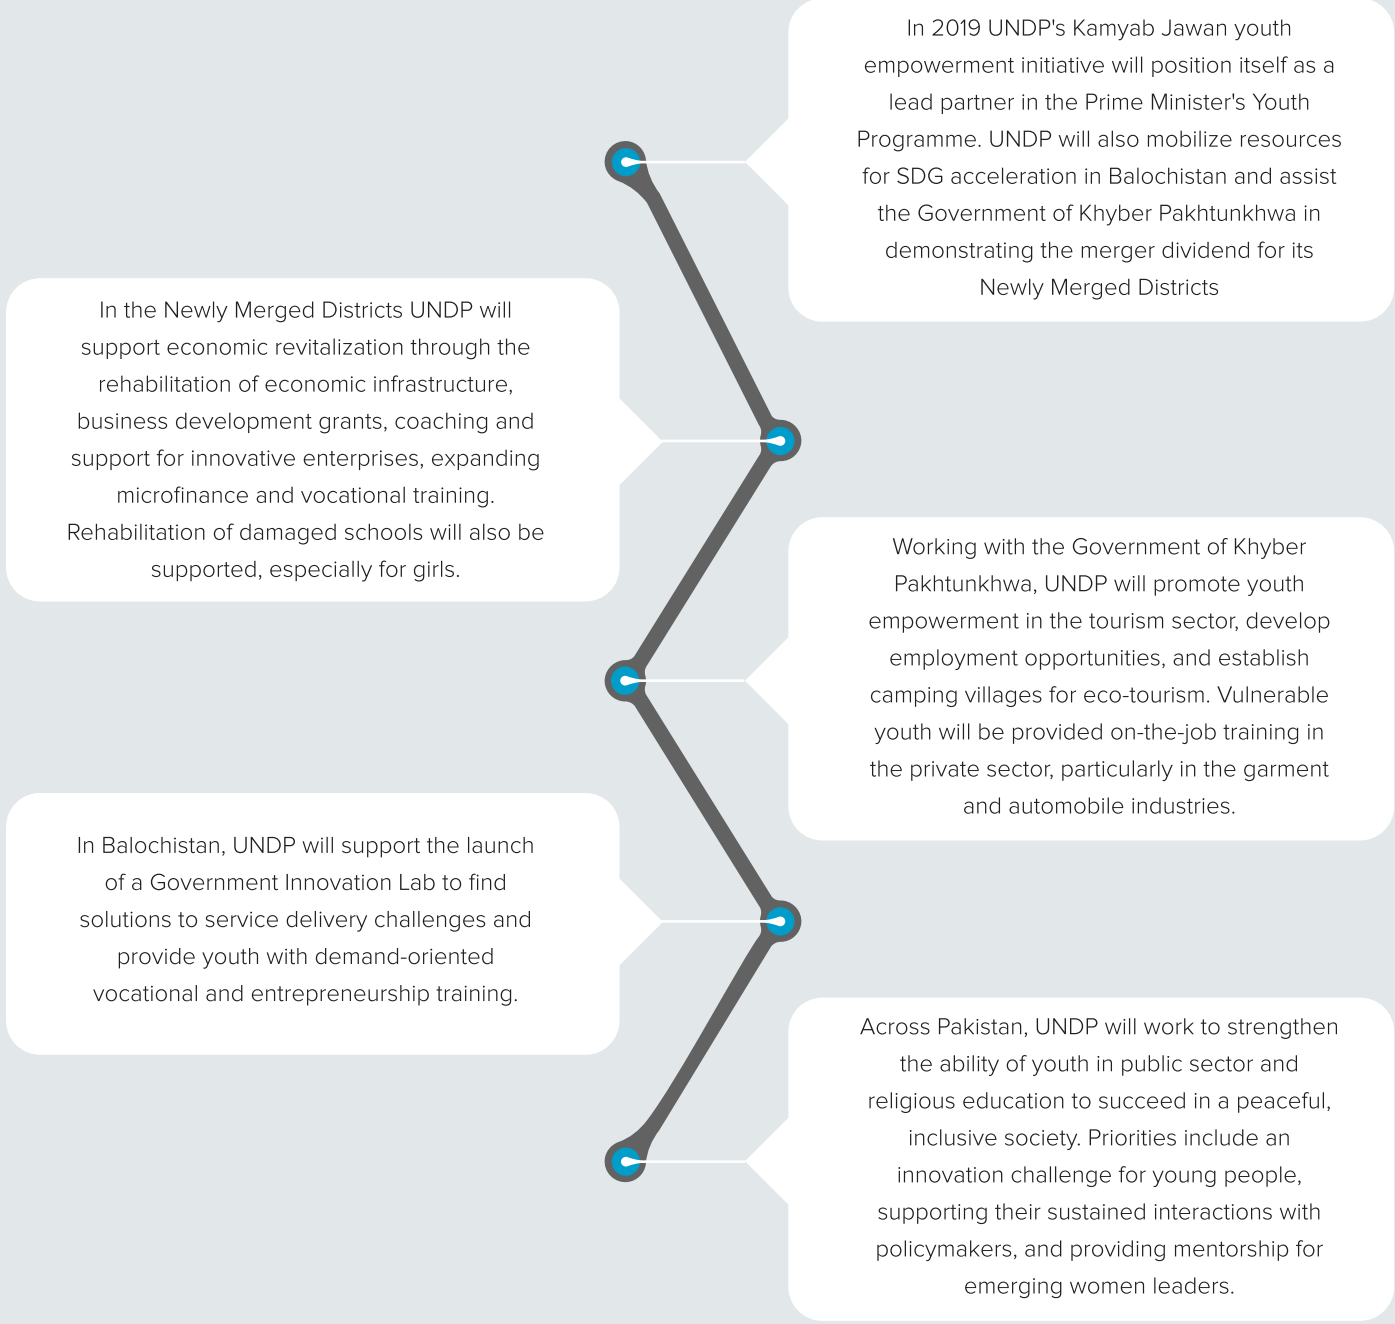 In 2019 UNDP's Kamyab Jawan youth
empowerment initiative will position itself as a
lead partner in the Prime Minister's Youth
Programme. UNDP will also mobilize resources
for SDG acceleration in Balochistan and assist
the Government of Khyber Pakhtunkhwa in
demonstrating the merger dividend for its
Newly Merged Districts
In the Newly Merged Districts UNDP will
support economic revitalization through the
rehabilitation of economic infrastructure,
business development grants, coaching and
support for innovative enterprises, expanding
microfinance and vocational training.
Rehabilitation of damaged schools will also be
supported, especially for girls.
Working with the Government of Khyber
Pakhtunkhwa, UNDP will promote youth
empowerment in the tourism sector, develop
employment opportunities, and establish
camping villages for eco-tourism. Vulnerable
youth will be provided on-the-job training in
the private sector, particularly in the garment
and automobile industries.
In Balochistan, UNDP will support the launch
of a Government Innovation Lab to find
solutions to service delivery challenges and
provide youth with demand-oriented
vocational and entrepreneurship training.
Across Pakistan, UNDP will work to strengthen
the ability of youth in public sector and
religious education to succeed in a peaceful,
inclusive society. Priorities include an
innovation challenge for young people,
supporting their sustained interactions with
policymakers, and providing mentorship for
emerging women leaders.